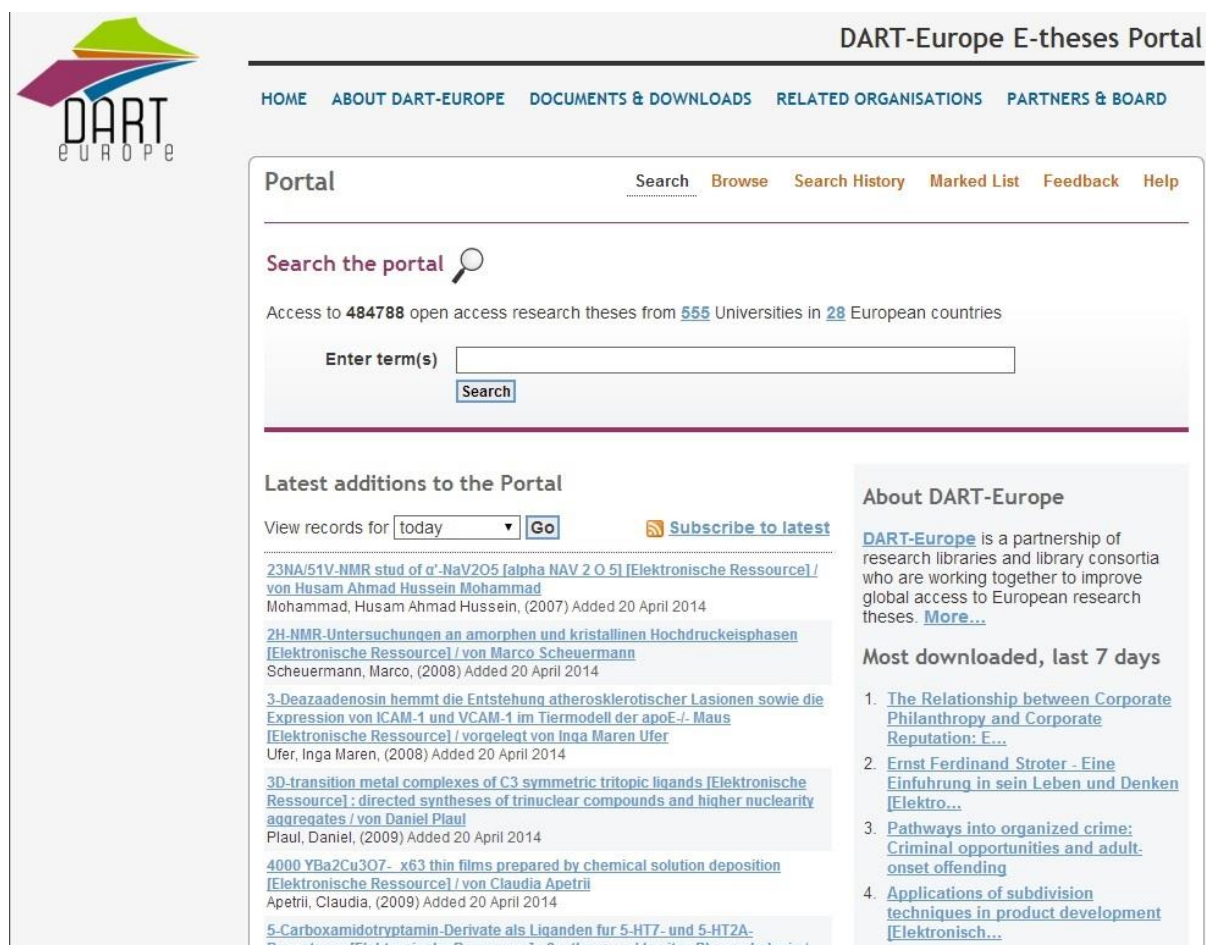 DART
EUROPE
DART-Europe E-theses Portal
HOME ABOUT DART-EUROPE DOCUMENTS & DOWNLOADS RELATED ORGANISATIONS PARTNERS & BOARD
Portal
Search Browse Search History Marked List Feedback Help
Search the portal
Access to 484788 open access research theses from 555 Universities in 28 European countries
Enter term(s)
Search
Latest additions to the Portal
View records for today Go Subscribe to latest
23NA/51V-NMR stud of α'-NaV2O5 [alpha NAV 2 O 5] [Elektronische Ressource] /
von Husam Ahmad Hussein Mohammad
Mohammad, Husam Ahmad Hussein, (2007) Added 20 April 2014
2H-NMR-Untersuchungen an amorphen und kristallinen Hochdruckeisphasen
[Elektronische Ressource] / von Marco Scheuermann
Scheuermann, Marco, (2008) Added 20 April 2014
3-Deazaadenosin hemmt die Entstehung atherosklerotischer Lasionen sowie die
Expression von ICAM-1 und VCAM-1 im Tiermodell der apoE-/- Maus
[Elektronische Ressource] / vorgelegt von Inga Maren Ufer
Ufer, Inga Maren, (2008) Added 20 April 2014
3D-transition metal complexes of C3 symmetric tritopic ligands [Elektronische
Ressource] : directed syntheses of trinuclear compounds and higher nuclearity
aggregates / von Daniel Plaul
Plaul, Daniel, (2009) Added 20 April 2014
4000 YBa2Cu3O7- x63 thin films prepared by chemical solution deposition
[Elektronische Ressource] / von Claudia Apetrii
Apetrii, Claudia, (2009) Added 20 April 2014
5-Carboxamidotryptamin-Derivate als Liganden fur 5-HT7- und 5-HT2A-
About DART-Europe
DART-Europe is a partnership of
research libraries and library consortia
who are working together to improve
global access to European research
theses. More...
Most downloaded, last 7 days
1. The Relationship between Corporate
Philanthropy and Corporate
Reputation: E...
2. Ernst Ferdinand Stroter - Eine
Einfuhrung in sein Leben und Denken
[Elektro...
3. Pathways into organized crime:
Criminal opportunities and adult-
onset offending
4. Applications of subdivision
techniques in product development
[Elektronisch...